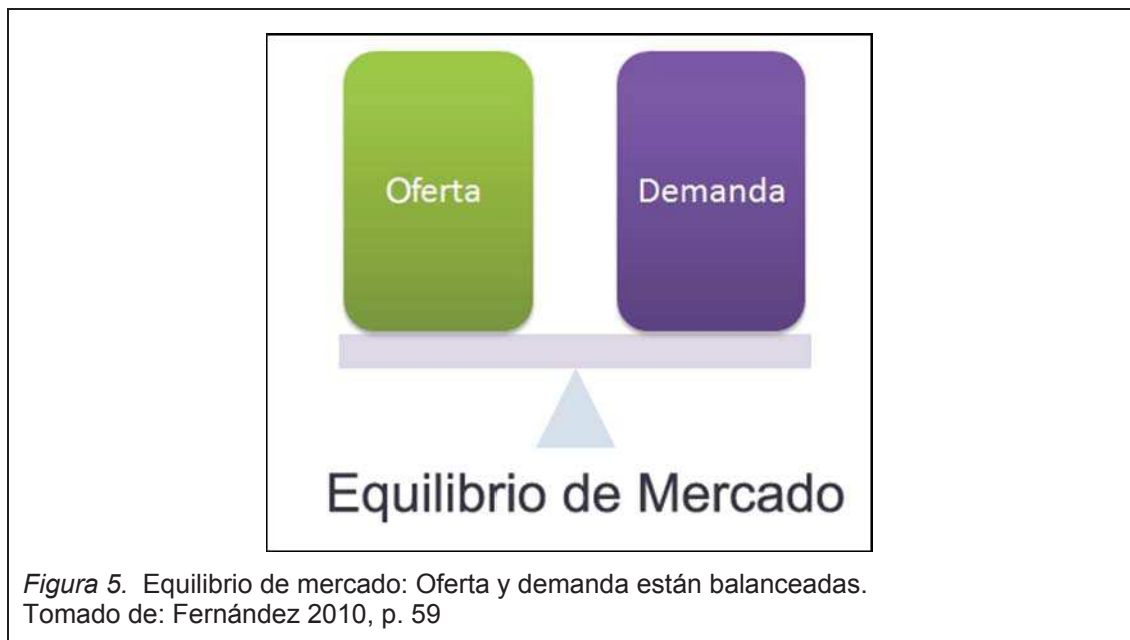 Oferta
Demanda
Equilibrio de Mercado
Figura 5. Equilibrio de mercado: Oferta y demanda están balanceadas.
Tomado de: Fernández 2010, p. 59